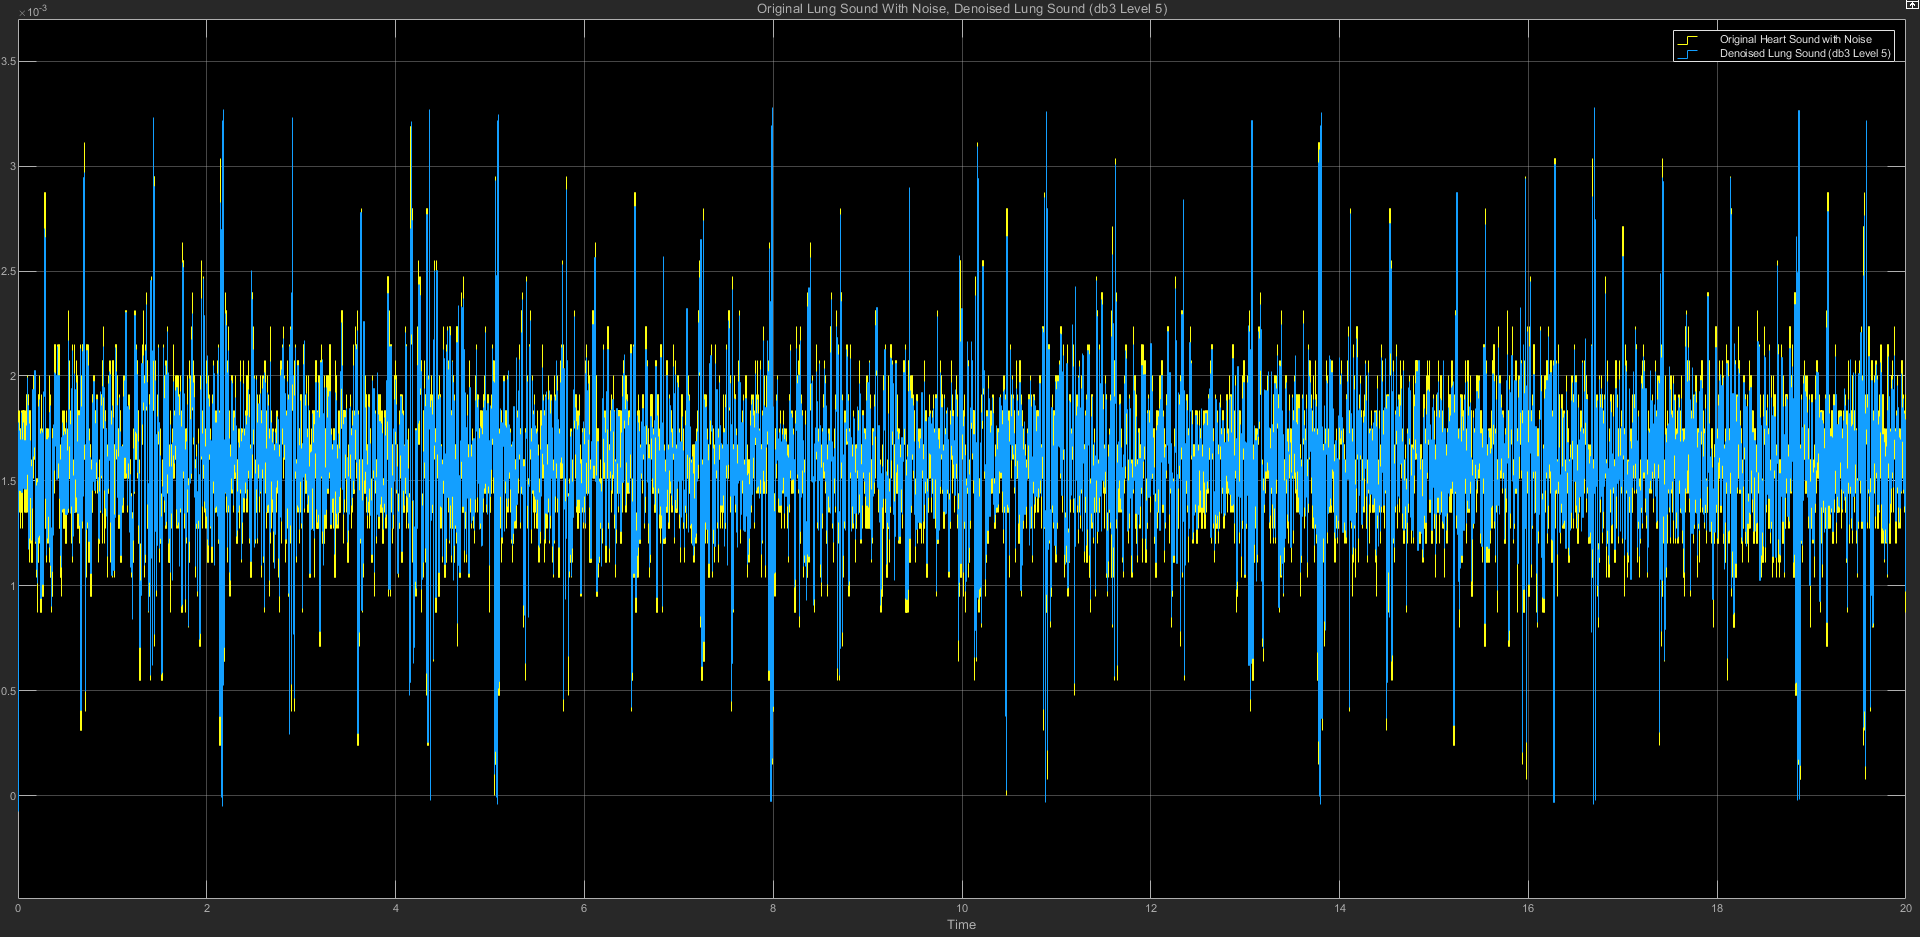 Original Lung Sound With Noise, Denoised Lung Sound (db3 Level 5)
×10⁻³
Original Heart Sound with Noise
Denoised Lung Sound (db3 Level 5)
3.5
3
2.5
2
1.5
1
0.5
0
0 2 4 6 8 10 12 14 16 18 20
Time